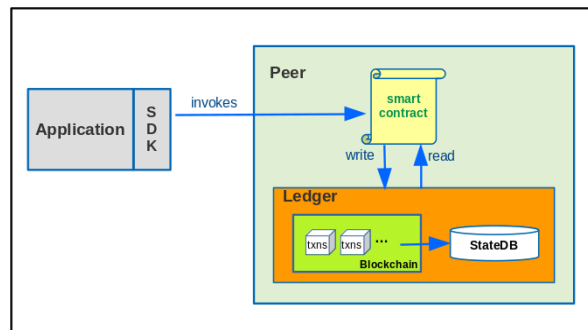 Peer
Application
S
D
K
invokes
smart
contract
write
read
Ledger
txns
txns
...
Blockchain
StateDB